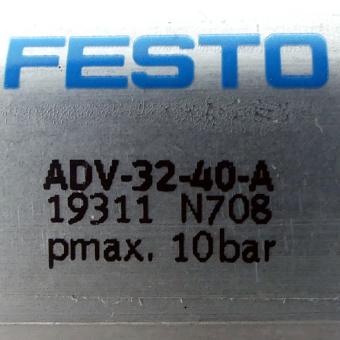 FESTO
ADV-32-40-A
19311 N708
pmax. 10bar